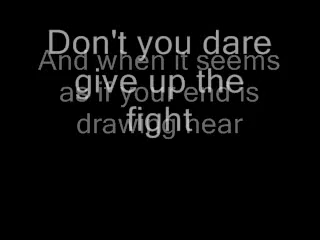 Don't you dare
give up the
fight
And when it seems
as if your end is
drawing near